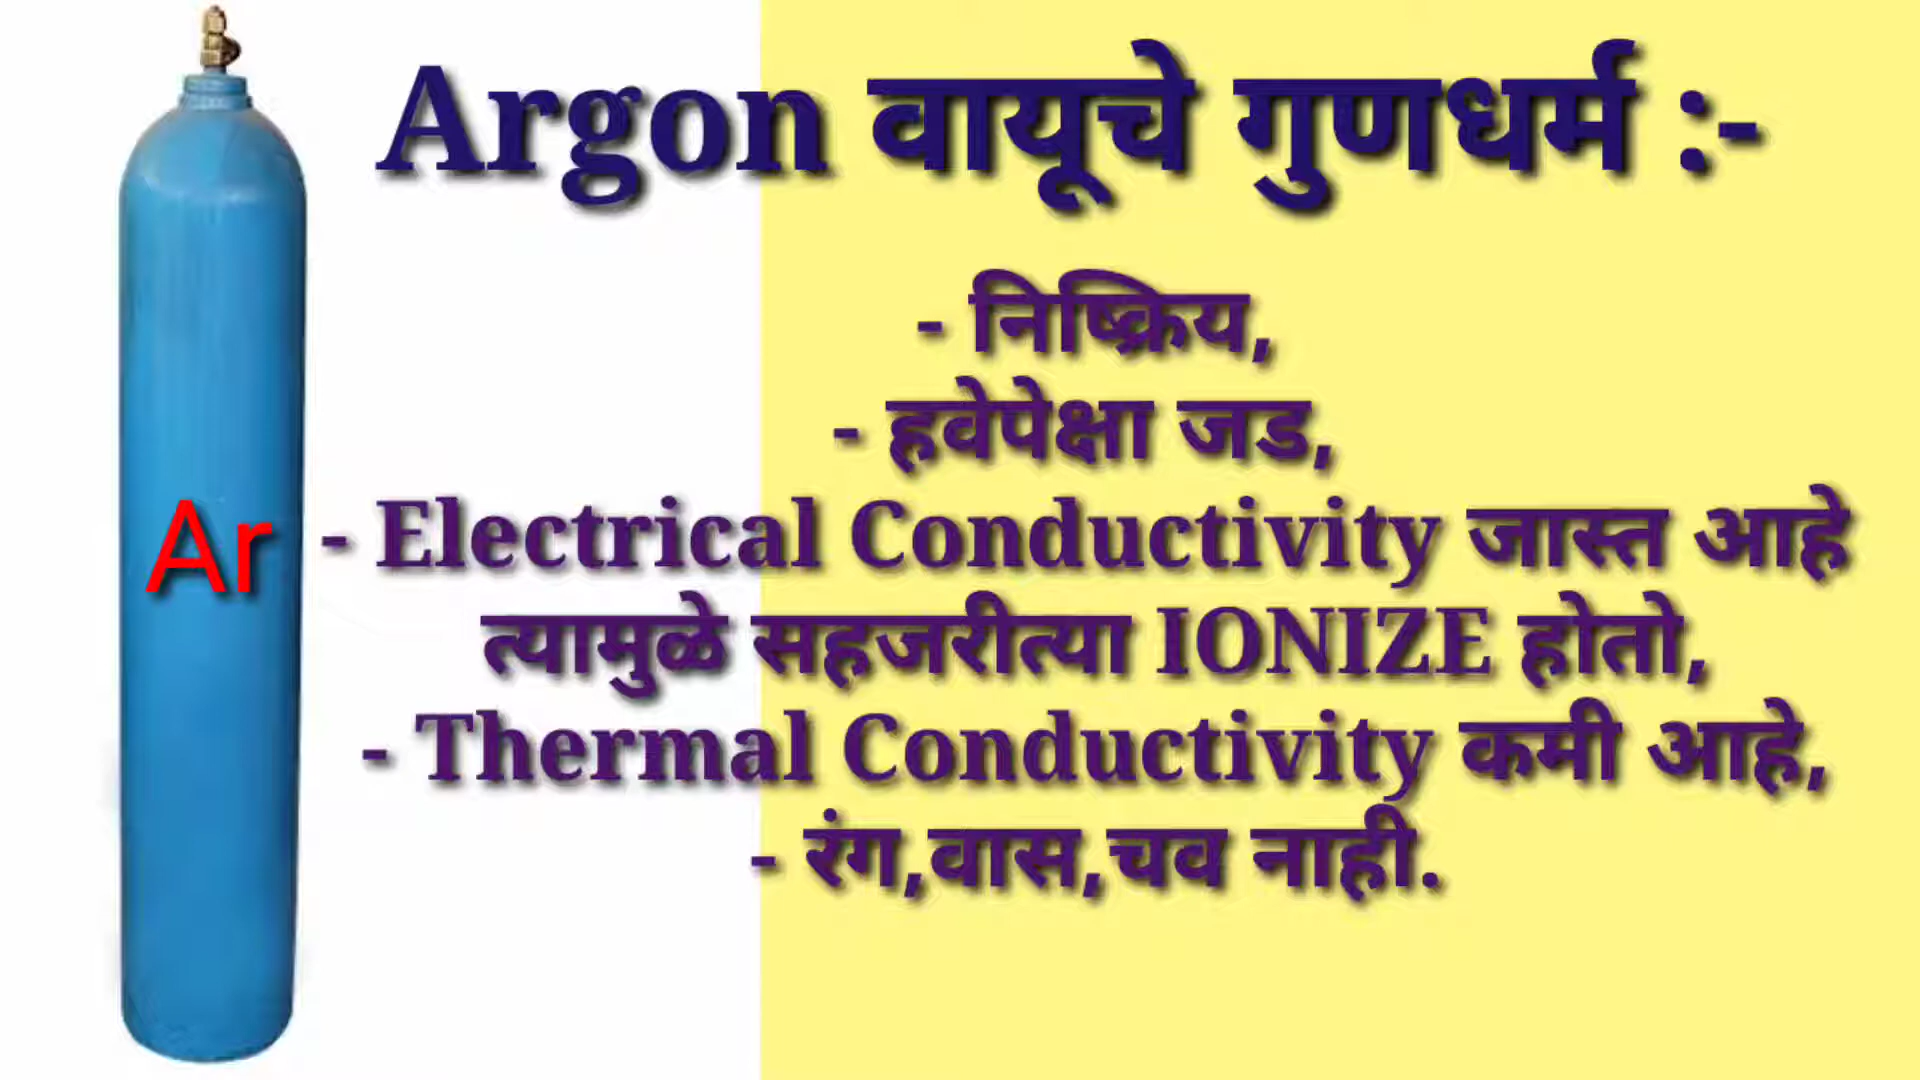 Argon वायूचे गुणधर्म :-
- निष्क्रिय,
- हवेपेक्षा जड,
Ar
- Electrical Conductivity जास्त आहे
त्यामुळे सहजरीत्या IONIZE होतो,
- Thermal Conductivity कमी आहे,
- रंग,वास,चव नाही.